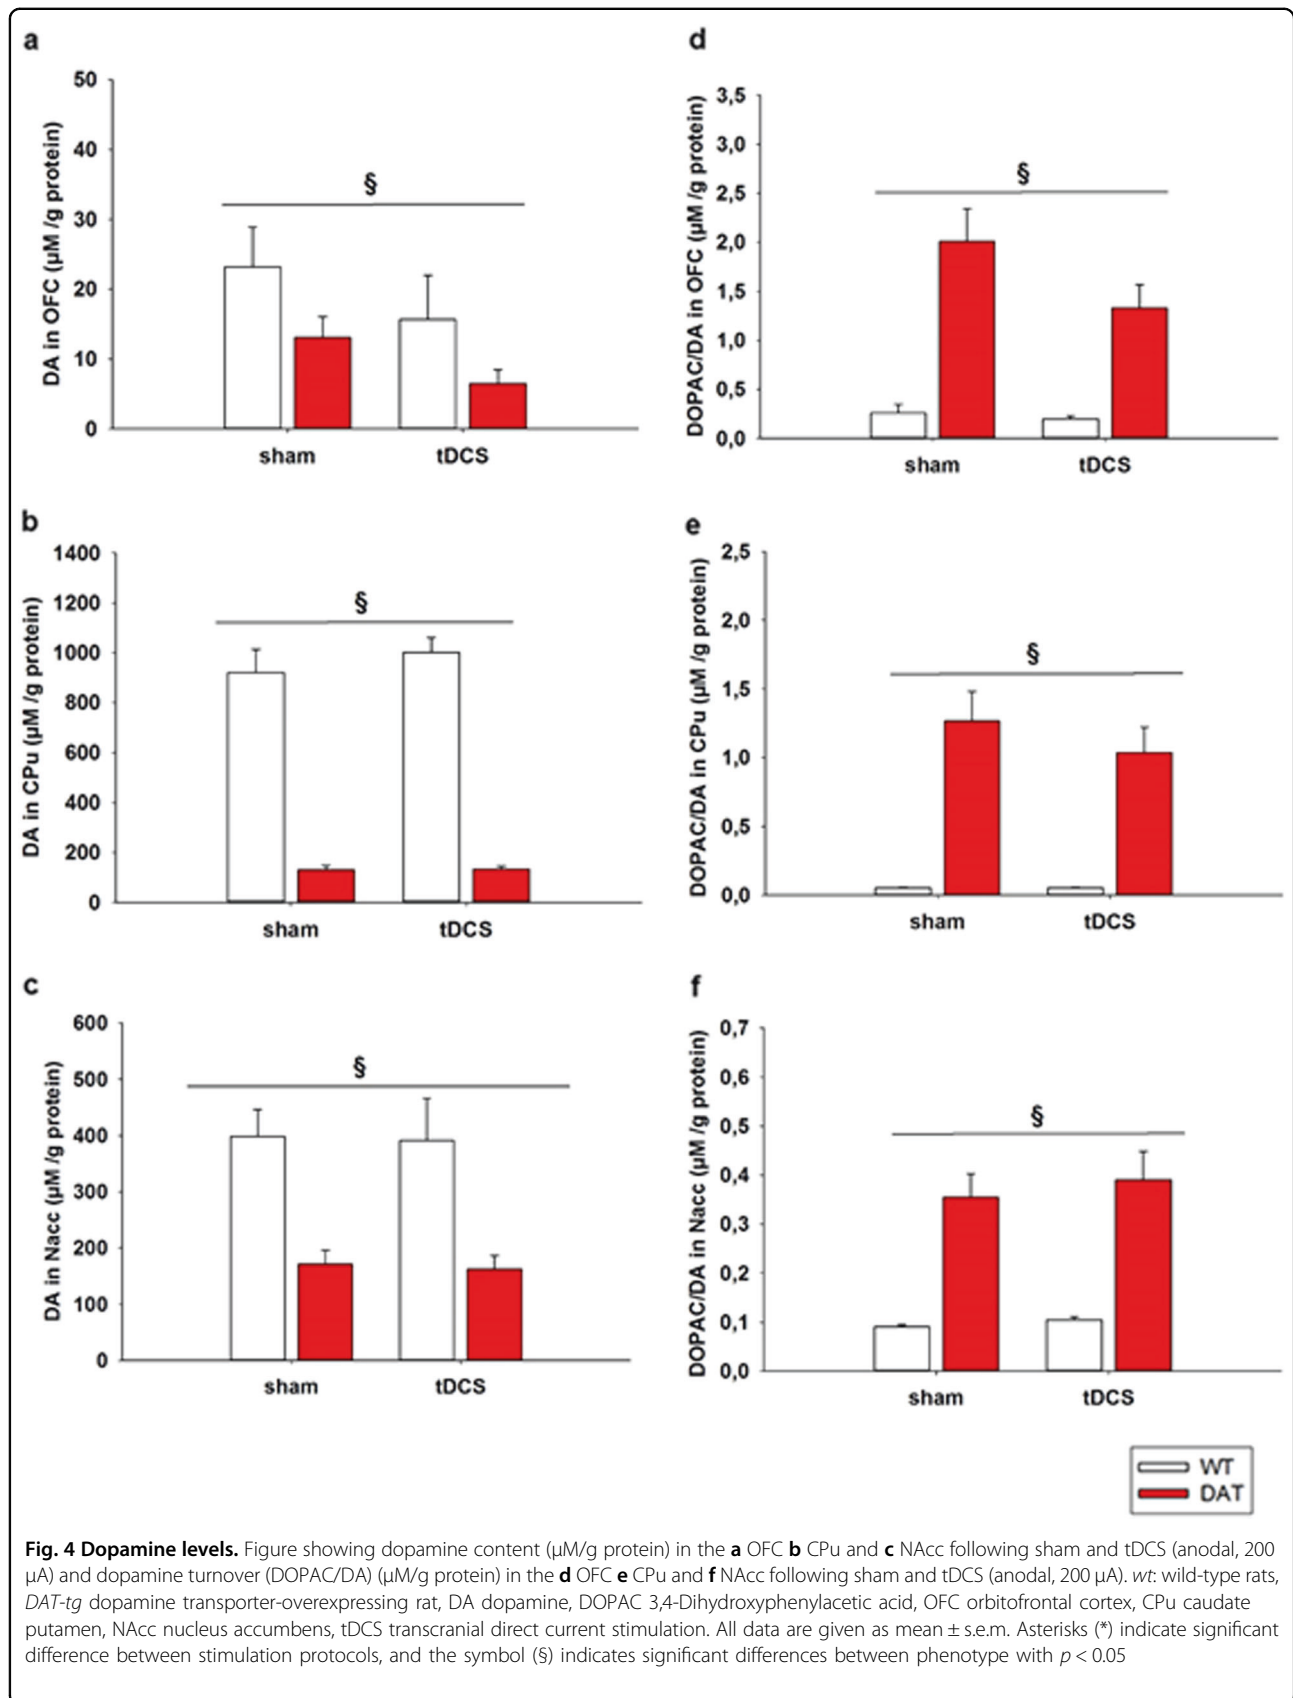 a
50
40
30
20
10
0
DA in OFC (µM /g protein)
§
sham tDCS
d
3,5
3,0
2,5
2,0
1,5
1,0
0,5
0,0
DOPAC/DA in OFC (µM /g protein)
§
sham tDCS
b
1400
1200
1000
800
600
400
200
0
DA in CPu (µM /g protein)
§
sham tDCS
e
2,5
2,0
1,5
1,0
0,5
0,0
DOPAC/DA in CPu (µM /g protein)
§
sham tDCS
c
600
500
400
300
200
100
0
DA in Nacc (µM /g protein)
§
sham tDCS
f
0,7
0,6
0,5
0,4
0,3
0,2
0,1
0,0
DOPAC/DA in Nacc (µM /g protein)
§
sham tDCS
WT
DAT
Fig. 4 Dopamine levels. Figure showing dopamine content (µM/g protein) in the a OFC b CPu and c NAcc following sham and tDCS (anodal, 200
µA) and dopamine turnover (DOPAC/DA) (µM/g protein) in the d OFC e CPu and f NAcc following sham and tDCS (anodal, 200 µA). wt: wild-type rats,
DAT-tg dopamine transporter-overexpressing rat, DA dopamine, DOPAC 3,4-Dihydroxyphenylacetic acid, OFC orbitofrontal cortex, CPu caudate
putamen, NAcc nucleus accumbens, tDCS transcranial direct current stimulation. All data are given as mean ± s.e.m. Asterisks (*) indicate significant
difference between stimulation protocols, and the symbol (§) indicates significant differences between phenotype with p < 0.05